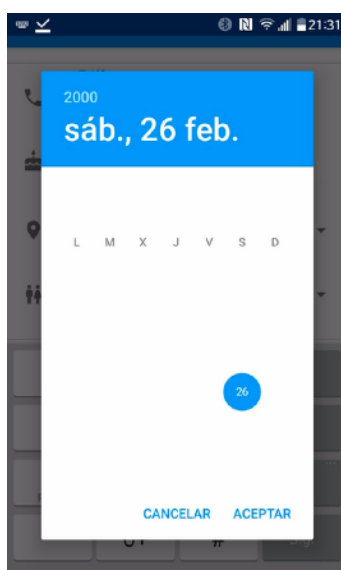 21:31
2000
sáb., 26 feb.
L M X J V S D
26
CANCELAR ACEPTAR
#